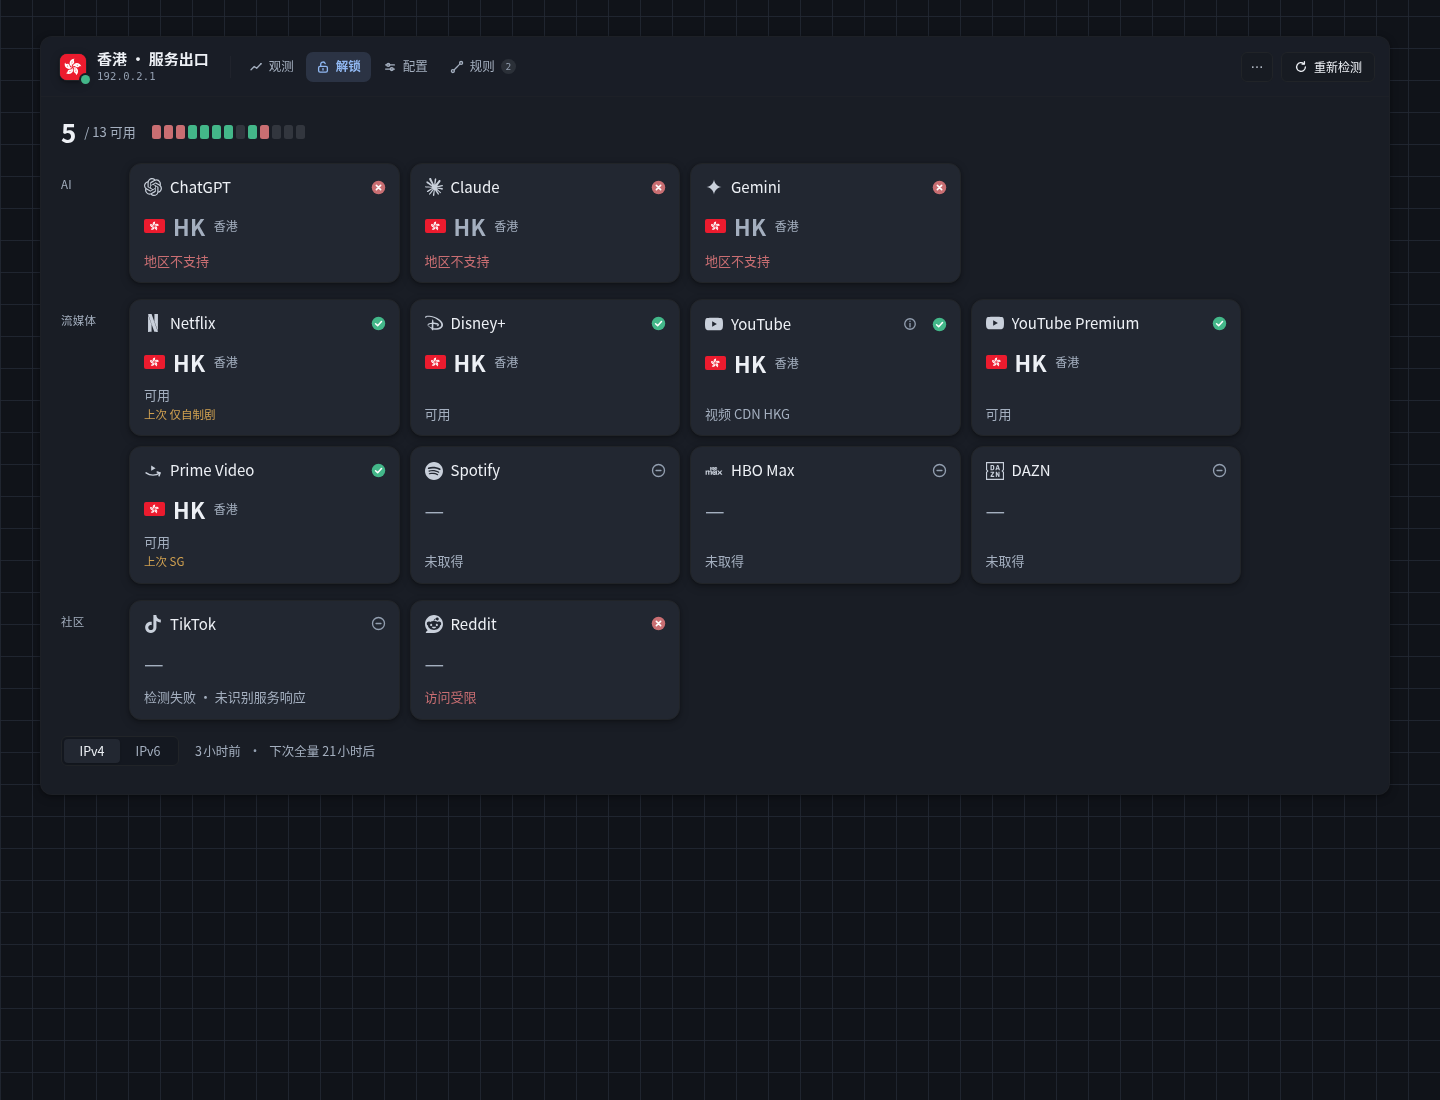 香港 · 服务出口
192.0.2.1
观测
解锁
配置
规则 2
···
重新检测
5 / 13 可用
AI
ChatGPT
HK 香港
地区不支持
Claude
HK 香港
地区不支持
Gemini
HK 香港
地区不支持
流媒体
Netflix
HK 香港
可用
上次 仅自制剧
Disney+
HK 香港
可用
YouTube
HK 香港
视频 CDN HKG
YouTube Premium
HK 香港
可用
Prime Video
HK 香港
可用
上次 SG
Spotify
—
未取得
HBO Max
—
未取得
DAZN
—
未取得
社区
TikTok
—
检测失败 · 未识别服务响应
Reddit
—
访问受限
IPv4
IPv6
3小时前 · 下次全量 21小时后